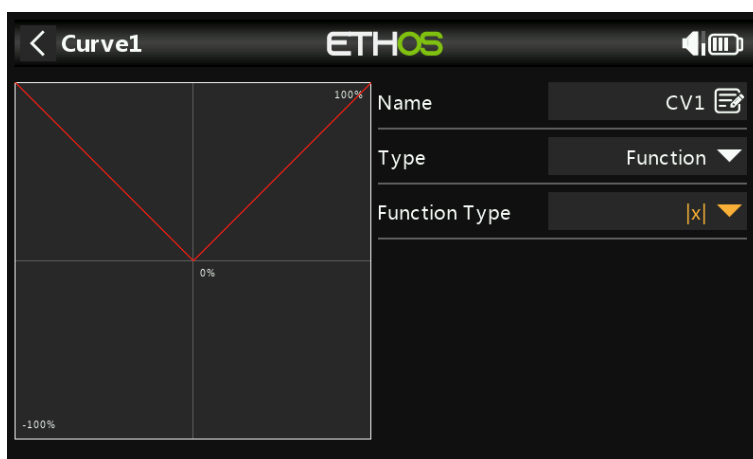 Curve1
ETHOS
100%
0%
-100%
Name
CV1
Type
Function
Function Type
|x|